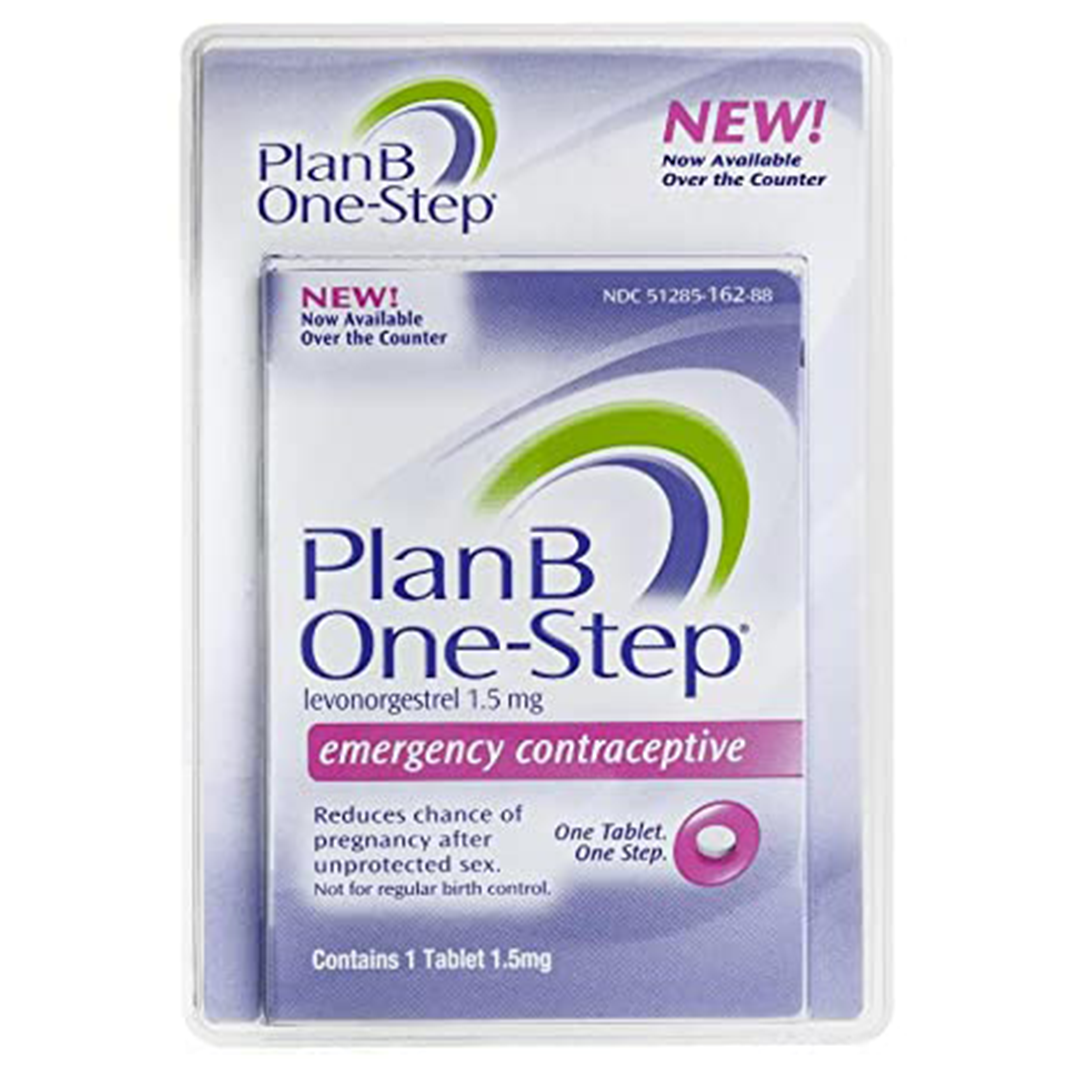 Plan B
One-Step®
NEW!
Now Available
Over the Counter
NEW!
Now Available
Over the Counter
NDC 51285-162-88
Plan B
One-Step®
levonorgestrel 1.5 mg
emergency contraceptive
Reduces chance of
pregnancy after
unprotected sex.
Not for regular birth control.
One Tablet.
One Step.
Contains 1 Tablet 1.5mg